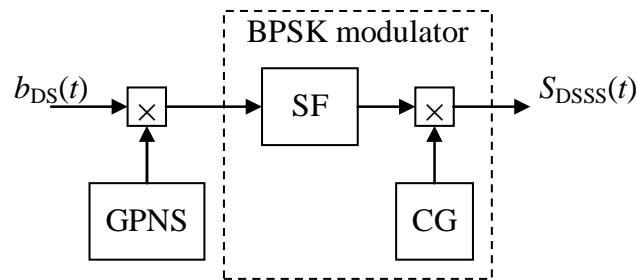 BPSK modulator
b_DS(t)
×
SF
×
S_DSSS(t)
GPNS
CG